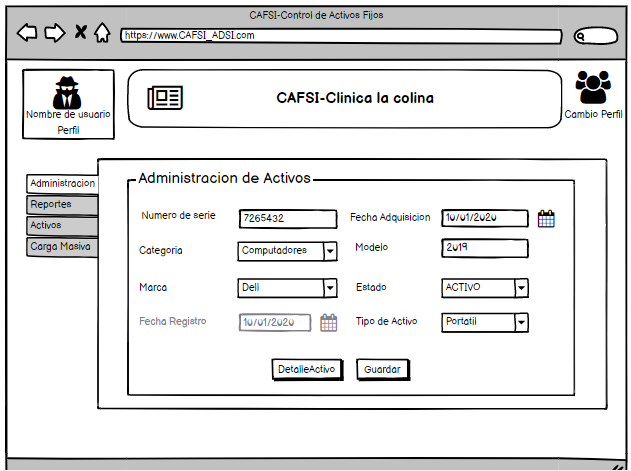 CAFSI-Control de Activos Fijos
https://www.CAFSI_ADSI.com
Nombre de usuario
Perfil
CAFSI-Clinica la colina
Cambio Perfil
Administracion
Reportes
Activos
Carga Masiva
Administracion de Activos
Numero de serie 7265432 Fecha Adquisicion 10/01/2020
Categoria Computadores Modelo 2019
Marca Dell Estado ACTIVO
Fecha Registro 10/01/2020 Tipo de Activo Portatil
DetalleActivo Guardar